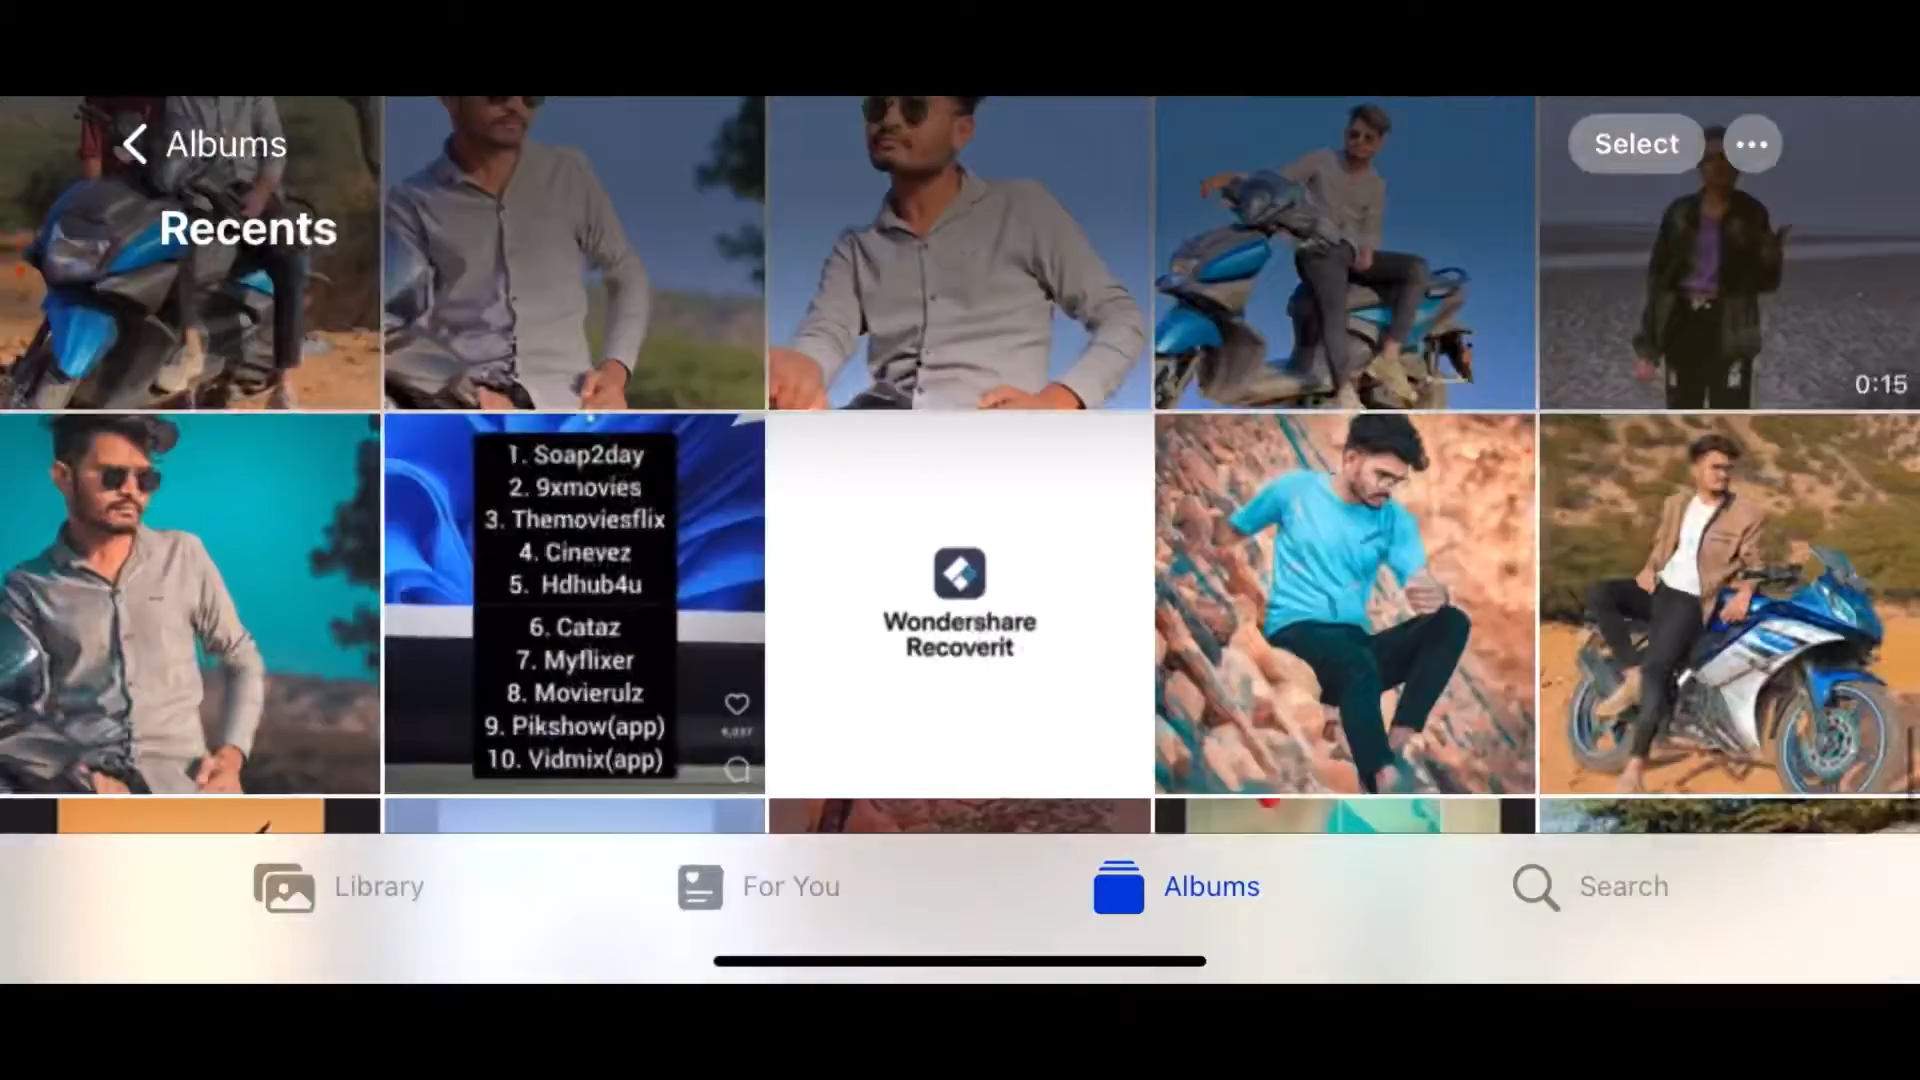 Albums
Select
Recents
0:15
1. Soap2day
2. 9xmovies
3. Themoviesflix
4. Cinevez
5. Hdhub4u
6. Cataz
7. Myflixer
8. Movierulz
9. Pikshow(app)
10. Vidmix(app)
Wondershare
Recoverit
Library
For You
Albums
Search